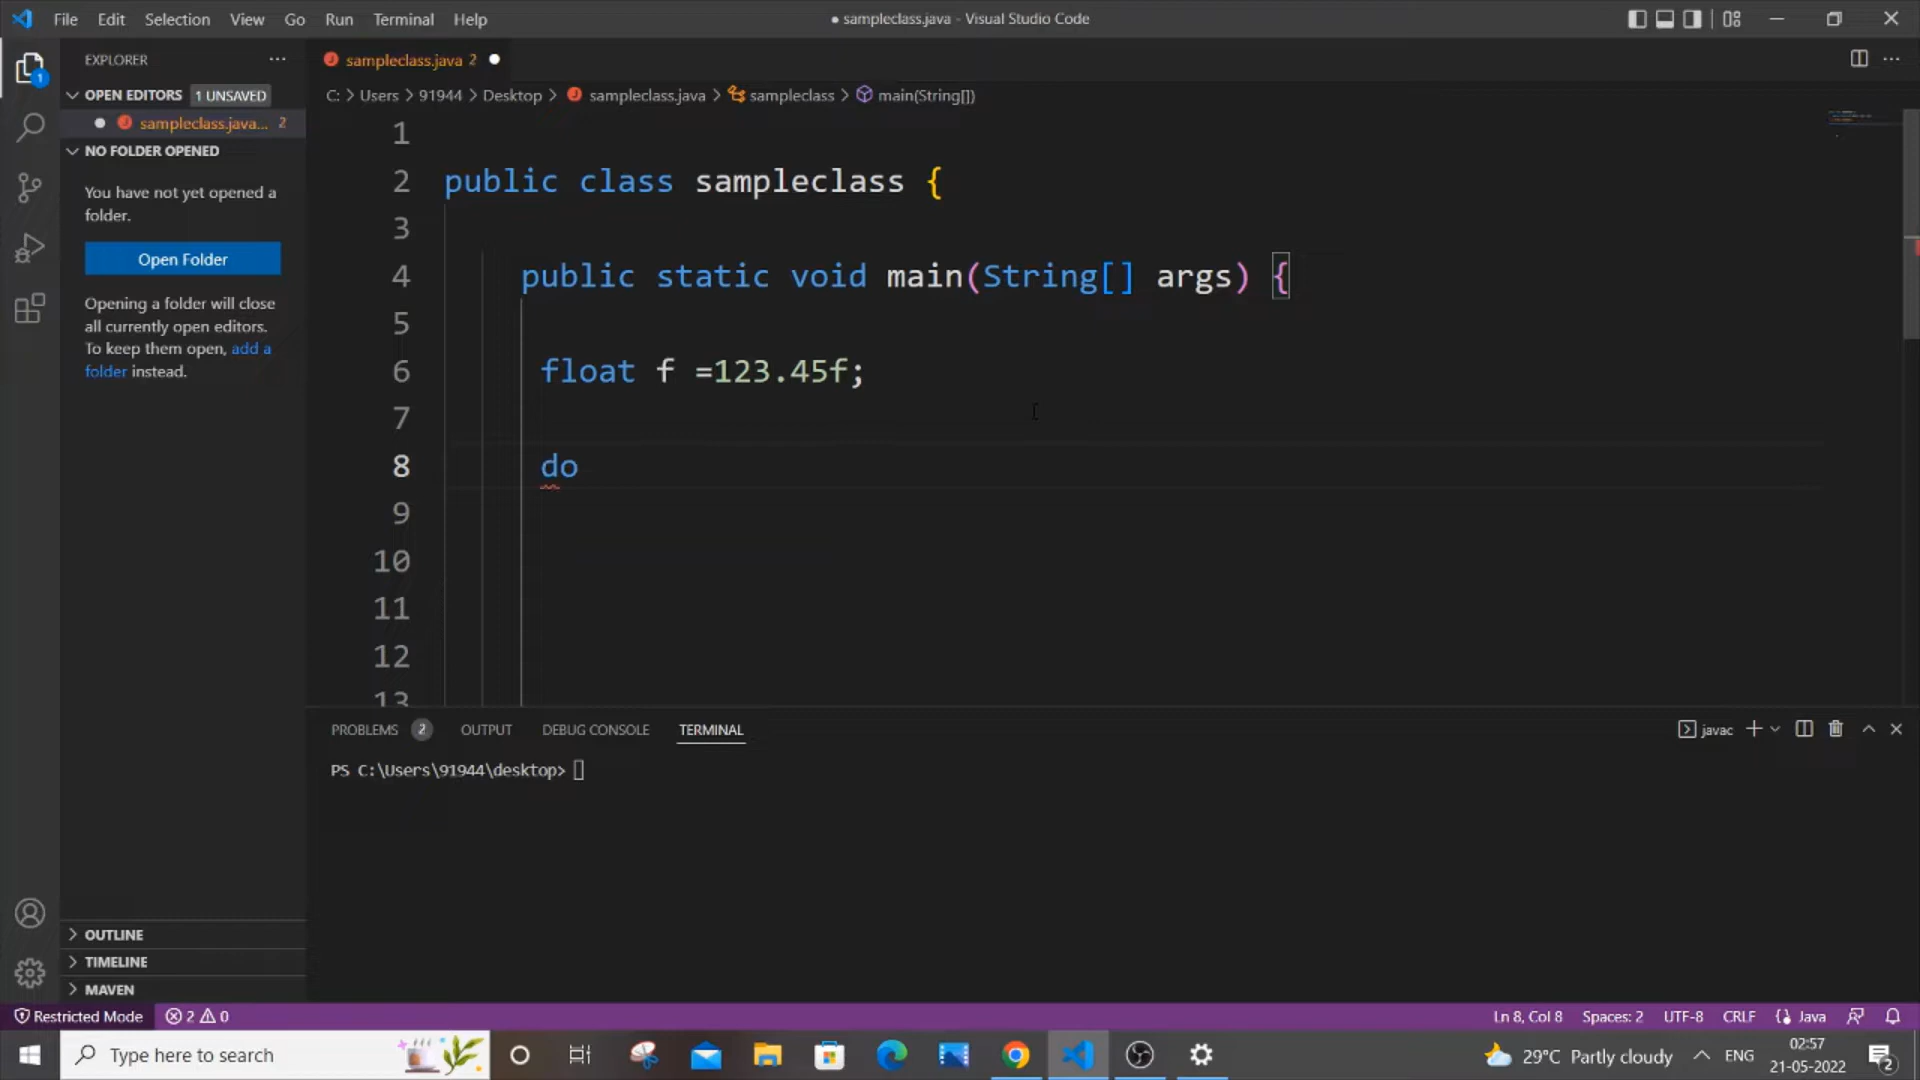 File Edit Selection View Go Run Terminal Help
● sampleclass.java - Visual Studio Code
EXPLORER
sampleclass.java 2
OPEN EDITORS 1 UNSAVED
C: > Users > 91944 > Desktop > sampleclass.java > sampleclass > main(String[])
sampleclass.java... 2
NO FOLDER OPENED
You have not yet opened a
folder.
Open Folder
Opening a folder will close
all currently open editors.
To keep them open, add a
folder instead.
1
2 public class sampleclass {
3
4 public static void main(String[] args) {
5
6 float f =123.45f;
7
8 do
9
10
11
12
13
PROBLEMS 2 OUTPUT DEBUG CONSOLE TERMINAL
javac
PS C:\Users\91944\desktop>
OUTLINE
TIMELINE
MAVEN
Restricted Mode 2 0
Ln 8, Col 8 Spaces: 2 UTF-8 CRLF Java
Type here to search
29°C Partly cloudy ENG
02:57
21-05-2022
2
1